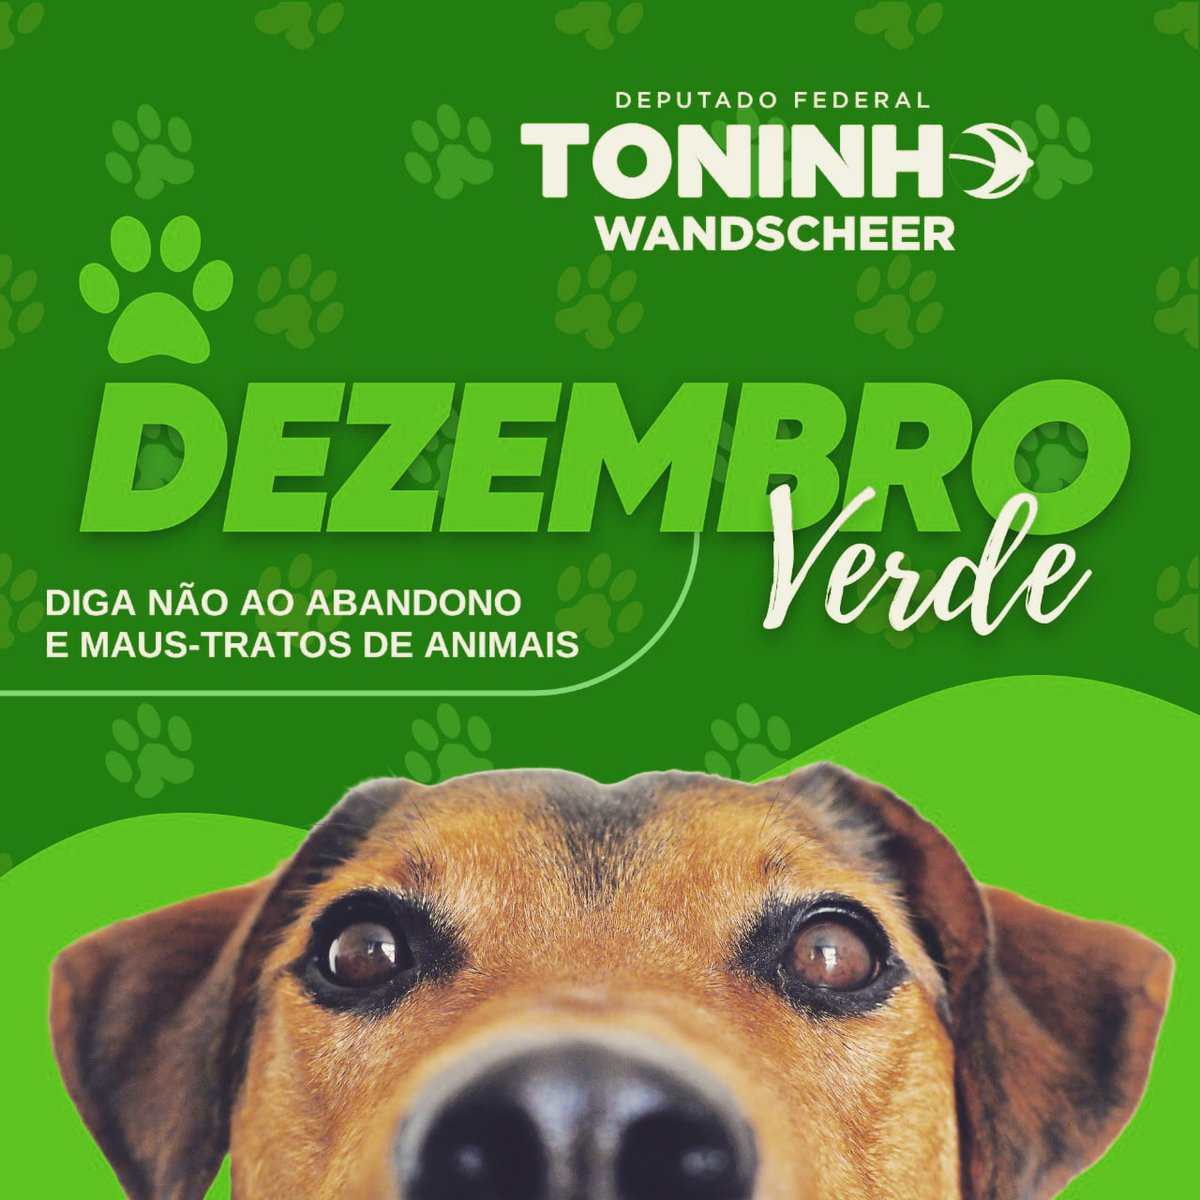 DEPUTADO FEDERAL
TONINHO
WANDSCHEER
DEZEMBRO
Verde
DIGA NÃO AO ABANDONO
E MAUS-TRATOS DE ANIMAIS